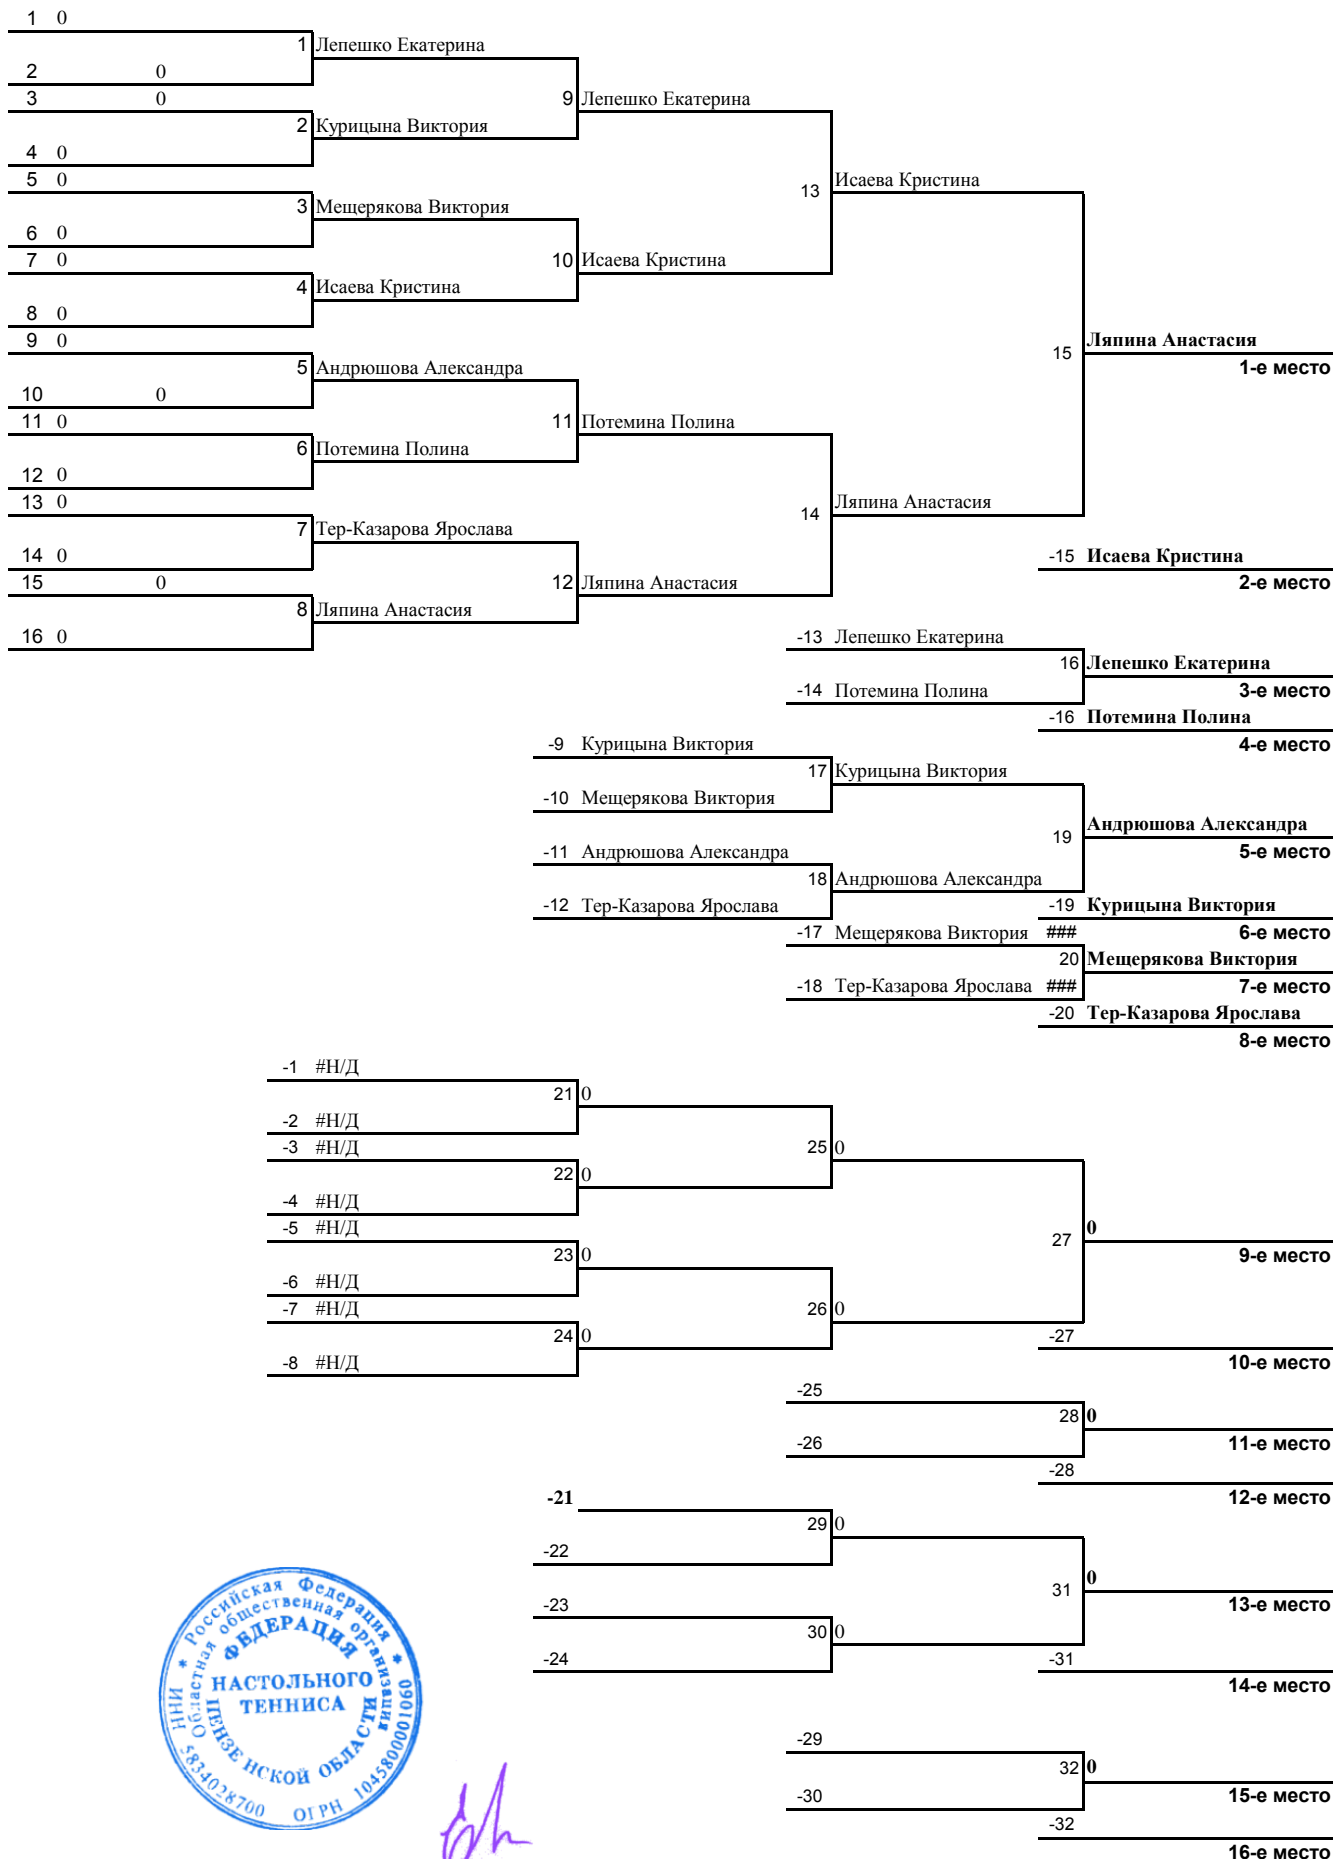 1 0
1 Лепешко Екатерина
2 0
3 0
9 Лепешко Екатерина
2 Курицына Виктория
4 0
5 0
13 Исаева Кристина
3 Мещерякова Виктория
6 0
7 0
10 Исаева Кристина
4 Исаева Кристина
8 0
9 0
15 Ляпина Анастасия
1-е место
5 Андрюшова Александра
10 0
11 0
11 Потемина Полина
6 Потемина Полина
12 0
13 0
14 Ляпина Анастасия
7 Тер-Казарова Ярослава
14 0
-15 Исаева Кристина
15 0
12 Ляпина Анастасия
2-е место
8 Ляпина Анастасия
16 0
-13 Лепешко Екатерина
16 Лепешко Екатерина
-14 Потемина Полина
3-е место
-16 Потемина Полина
-9 Курицына Виктория
4-е место
17 Курицына Виктория
-10 Мещерякова Виктория
19 Андрюшова Александра
-11 Андрюшова Александра
5-е место
18 Андрюшова Александра
-12 Тер-Казарова Ярослава
-19 Курицына Виктория
-17 Мещерякова Виктория ###
6-е место
20 Мещерякова Виктория
-18 Тер-Казарова Ярослава ###
7-е место
-20 Тер-Казарова Ярослава
8-е место
-1 #Н/Д
21 0
-2 #Н/Д
-3 #Н/Д
25 0
22 0
-4 #Н/Д
-5 #Н/Д
27 0
23 0
9-е место
-6 #Н/Д
-7 #Н/Д
26 0
24 0
-27
-8 #Н/Д
10-е место
-25
28 0
-26
11-е место
-28
-21
12-е место
29 0
-22
31 0
-23
13-е место
30 0
-24
-31
14-е место
-29
32 0
-30
15-е место
-32
16-е место
ИНН * Российская Федерация * 5834028700 ОГРН 1045800001060
Областная общественная организация
ФЕДЕРАЦИЯ
НАСТОЛЬНОГО
ТЕННИСА
ПЕНЗЕНСКОЙ ОБЛАСТИ